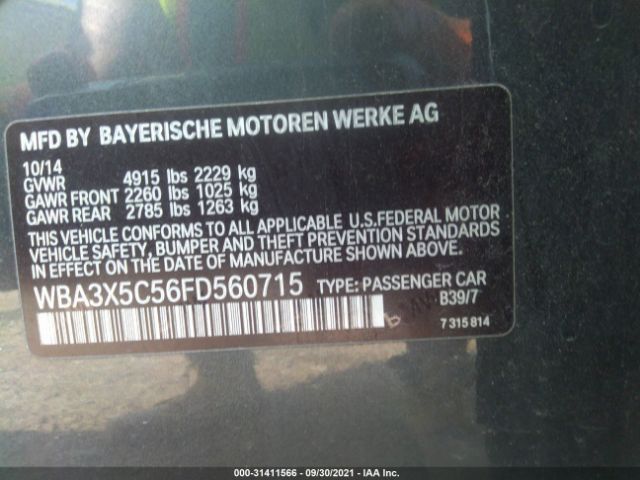 MFD BY BAYERISCHE MOTOREN WERKE AG
10/14
GVWR 4915 lbs 2229 kg
GAWR FRONT 2260 lbs 1025 kg
GAWR REAR 2785 lbs 1263 kg
THIS VEHICLE CONFORMS TO ALL APPLICABLE U.S.FEDERAL MOTOR
VEHICLE SAFETY, BUMPER AND THEFT PREVENTION STANDARDS
IN EFFECT ON THE DATE OF MANUFACTURE SHOWN ABOVE.
WBA3X5C56FD560715 TYPE: PASSENGER CAR
B39/7
7 315 814
000-31411566 - 09/30/2021 - IAA Inc.